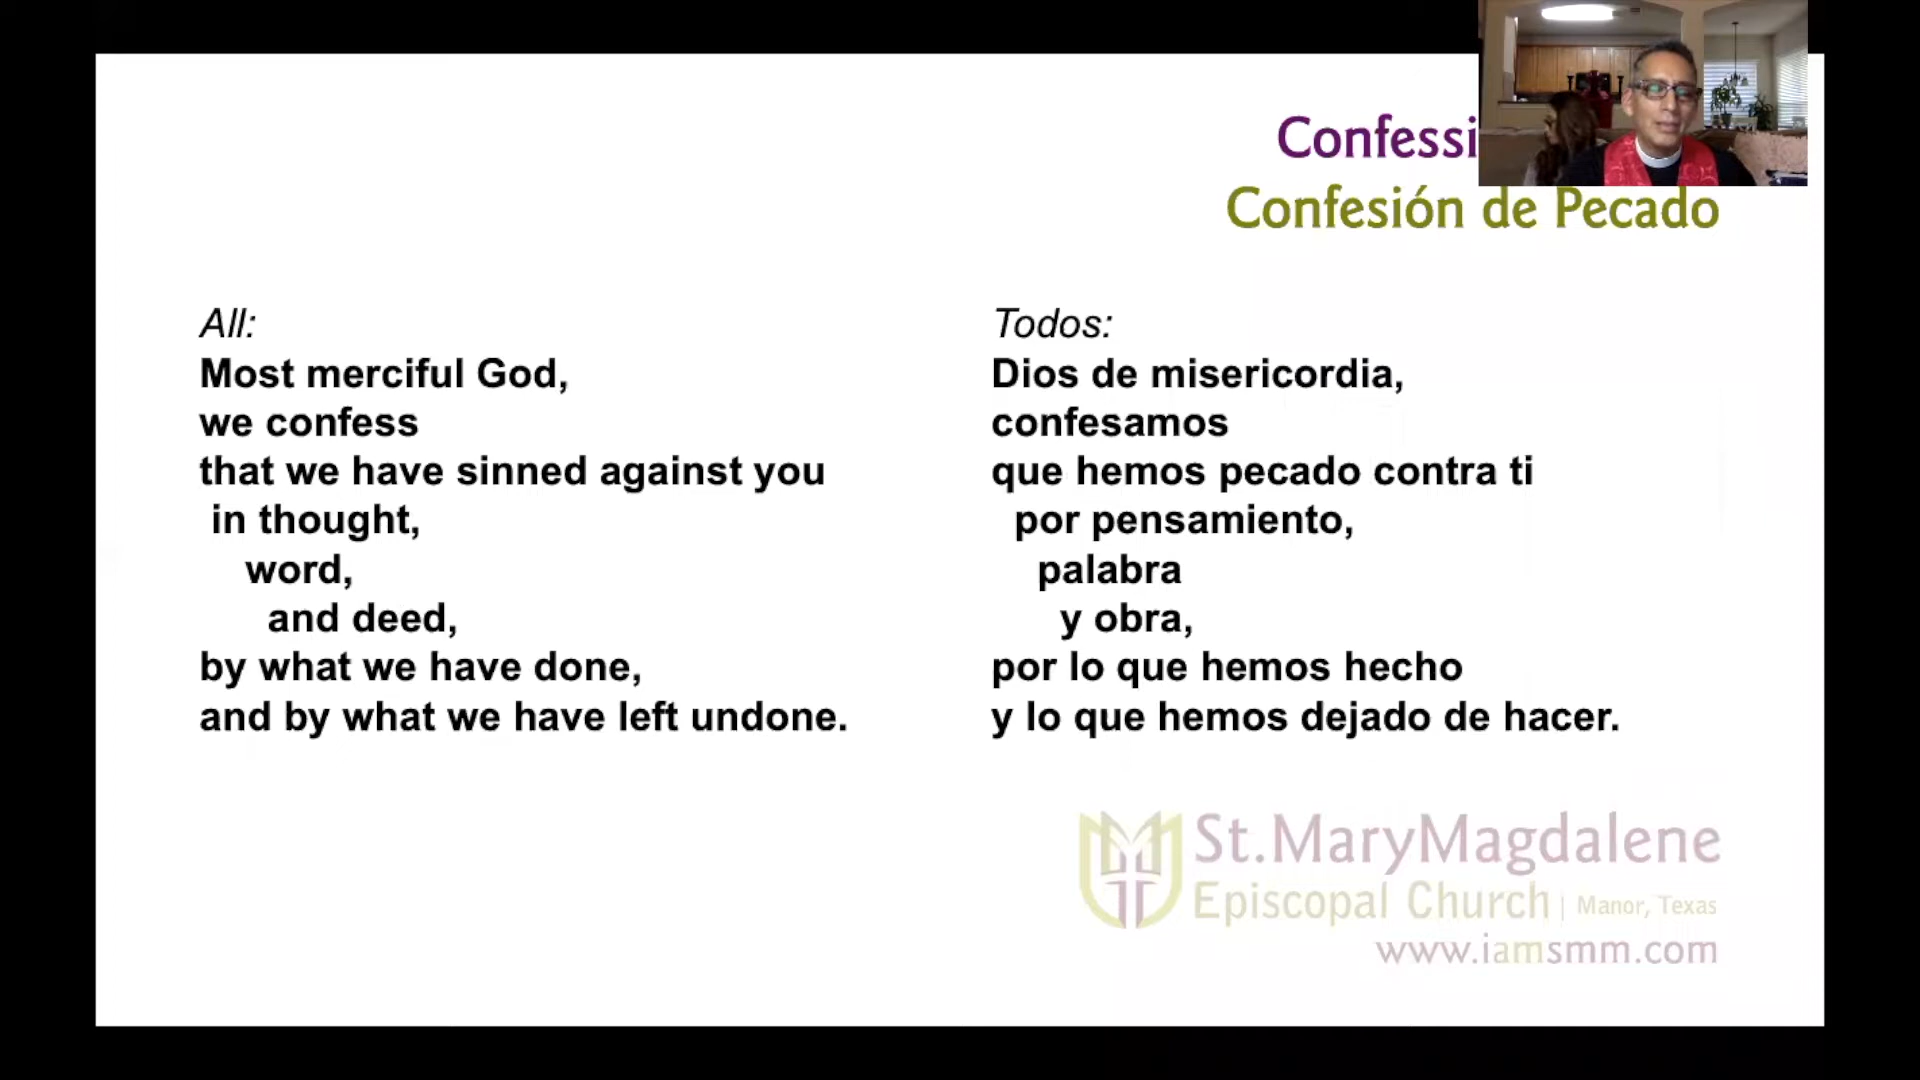 Confessi
Confesión de Pecado
All:
Most merciful God,
we confess
that we have sinned against you
in thought,
word,
and deed,
by what we have done,
and by what we have left undone.
Todos:
Dios de misericordia,
confesamos
que hemos pecado contra ti
por pensamiento,
palabra
y obra,
por lo que hemos hecho
y lo que hemos dejado de hacer.
St.MaryMagdalene
Episcopal Church | Manor, Texas
www.iamsmm.com